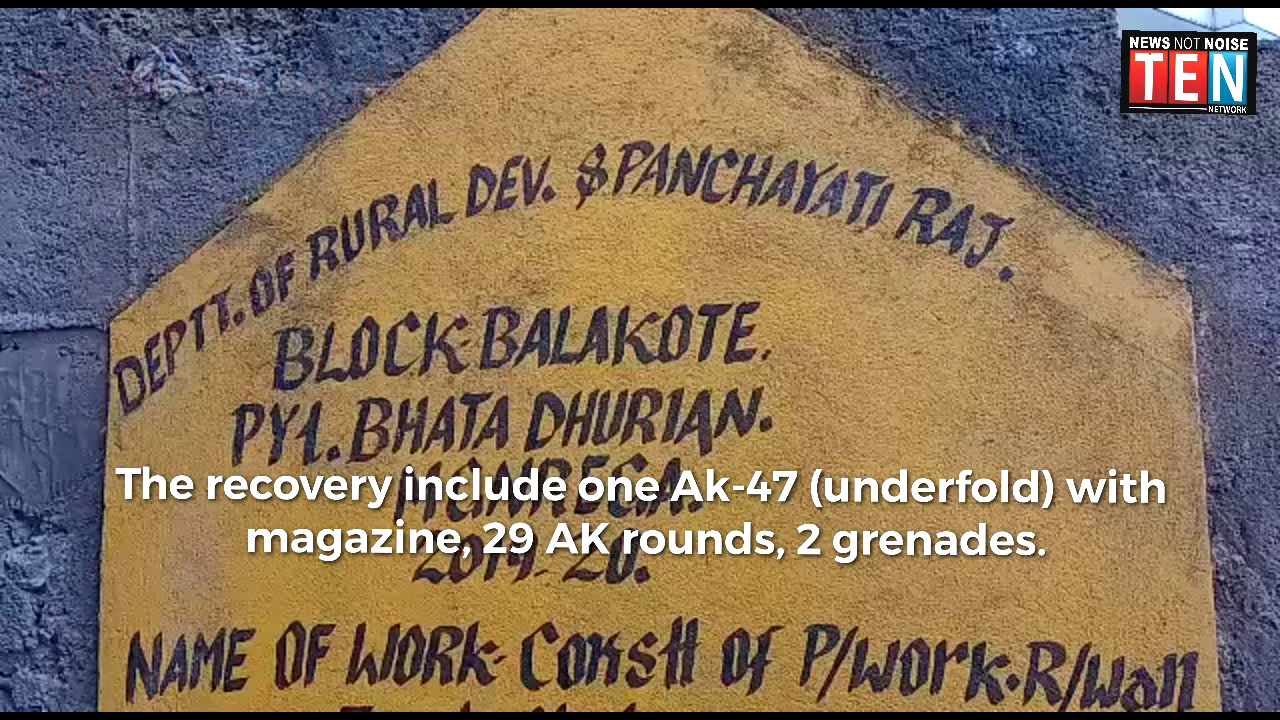 NEWS NOT NOISE
TEN
NETWORK
DEPTT. OF RURAL DEV. & PANCHAYATI RAJ.
BLOCK-BALAKOTE.
PYT. BHATA DHURIAN.
MGNREGA.
2019-20.
The recovery include one Ak-47 (underfold) with
magazine, 29 AK rounds, 2 grenades.
NAME OF WORK- Constt of P/work.R/wall